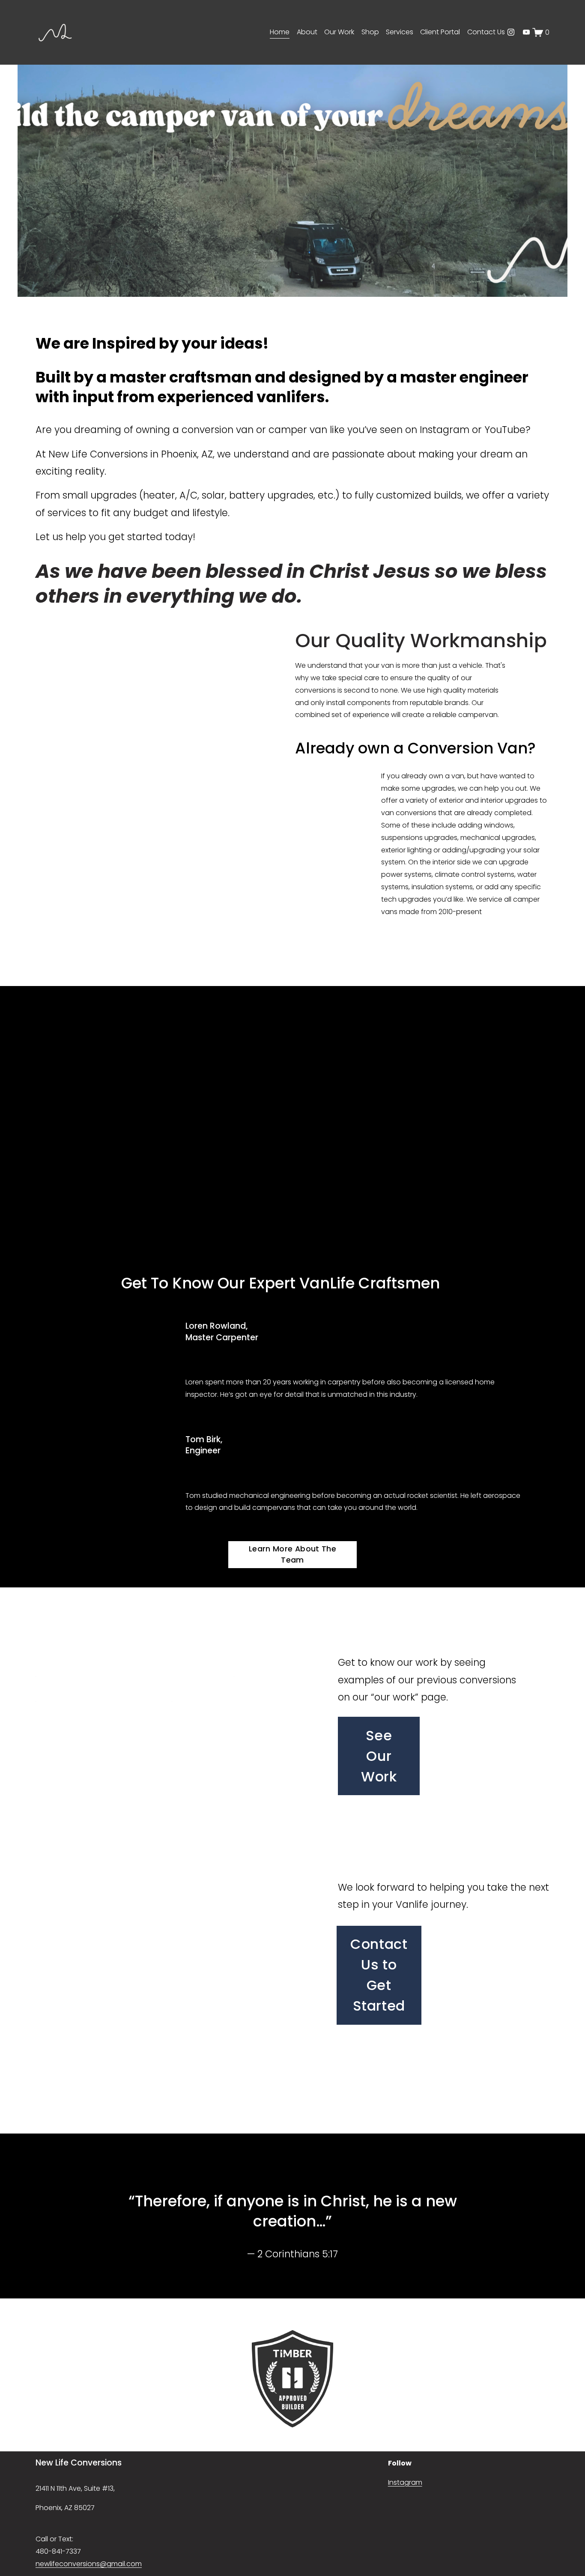 Home About Our Work Shop Services Client Portal Contact Us 0
ild the camper van of your dreams
We are Inspired by your ideas!
Built by a master craftsman and designed by a master engineer
with input from experienced vanlifers.
Are you dreaming of owning a conversion van or camper van like you’ve seen on Instagram or YouTube?
At New Life Conversions in Phoenix, AZ, we understand and are passionate about making your dream an
exciting reality.
From small upgrades (heater, A/C, solar, battery upgrades, etc.) to fully customized builds, we offer a variety
of services to fit any budget and lifestyle.
Let us help you get started today!
As we have been blessed in Christ Jesus so we bless
others in everything we do.
Our Quality Workmanship
We understand that your van is more than just a vehicle. That's
why we take special care to ensure the quality of our
conversions is second to none. We use high quality materials
and only install components from reputable brands. Our
combined set of experience will create a reliable campervan.
Already own a Conversion Van?
If you already own a van, but have wanted to
make some upgrades, we can help you out. We
offer a variety of exterior and interior upgrades to
van conversions that are already completed.
Some of these include adding windows,
suspensions upgrades, mechanical upgrades,
exterior lighting or adding/upgrading your solar
system. On the interior side we can upgrade
power systems, climate control systems, water
systems, insulation systems, or add any specific
tech upgrades you’d like. We service all camper
vans made from 2010-present
Get To Know Our Expert VanLife Craftsmen
Loren Rowland,
Master Carpenter
Loren spent more than 20 years working in carpentry before also becoming a licensed home
inspector. He’s got an eye for detail that is unmatched in this industry.
Tom Birk,
Engineer
Tom studied mechanical engineering before becoming an actual rocket scientist. He left aerospace
to design and build campervans that can take you around the world.
Learn More About The
Team
Get to know our work by seeing
examples of our previous conversions
on our “our work” page.
See
Our
Work
We look forward to helping you take the next
step in your Vanlife journey.
Contact
Us to
Get
Started
“Therefore, if anyone is in Christ, he is a new
creation...”
— 2 Corinthians 5:17
TiMBER
APPROVED
BUILDER
New Life Conversions
21411 N 11th Ave, Suite #13,
Phoenix, AZ 85027
Call or Text:
480-841-7337
newlifeconversions@gmail.com
Follow
Instagram